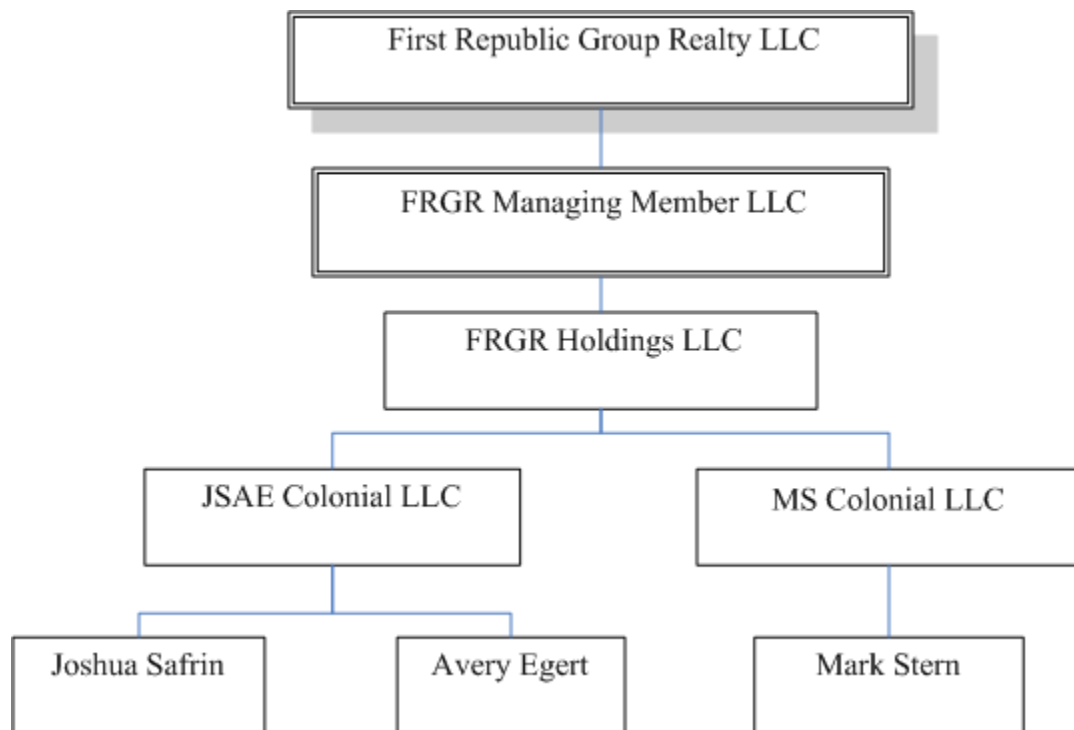 First Republic Group Realty LLC
FRGR Managing Member LLC
FRGR Holdings LLC
JSAE Colonial LLC
MS Colonial LLC
Joshua Safrin
Avery Egert
Mark Stern